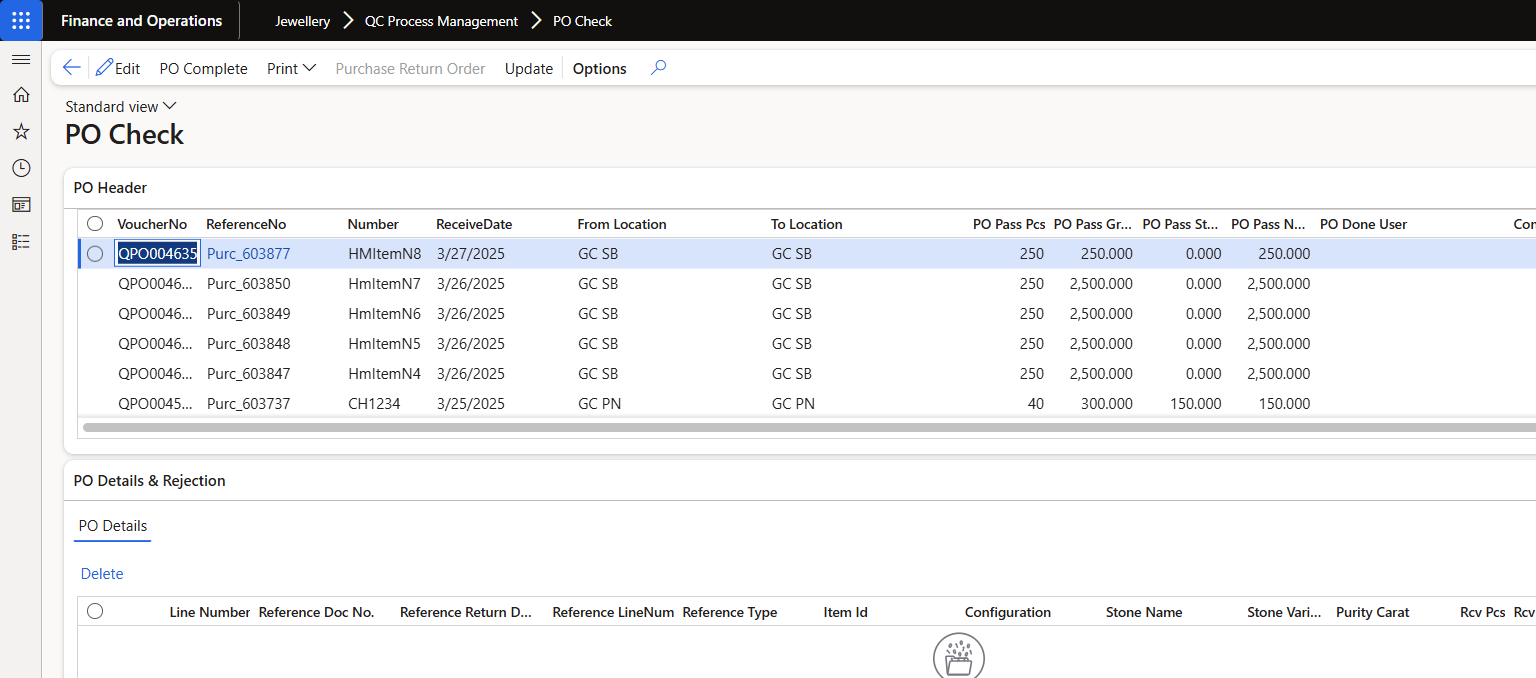 Finance and Operations Jewellery QC Process Management PO Check
Edit PO Complete Print Purchase Return Order Update Options
Standard view
PO Check
PO Header
VoucherNo ReferenceNo Number ReceiveDate From Location To Location PO Pass Pcs PO Pass Gr... PO Pass St... PO Pass N... PO Done User Con
QPO004635 Purc_603877 HMItemN8 3/27/2025 GC SB GC SB 250 250.000 0.000 250.000
QPO0046... Purc_603850 HmItemN7 3/26/2025 GC SB GC SB 250 2,500.000 0.000 2,500.000
QPO0046... Purc_603849 HmItemN6 3/26/2025 GC SB GC SB 250 2,500.000 0.000 2,500.000
QPO0046... Purc_603848 HmItemN5 3/26/2025 GC SB GC SB 250 2,500.000 0.000 2,500.000
QPO0046... Purc_603847 HmItemN4 3/26/2025 GC SB GC SB 250 2,500.000 0.000 2,500.000
QPO0045... Purc_603737 CH1234 3/25/2025 GC PN GC PN 40 300.000 150.000 150.000
PO Details & Rejection
PO Details
Delete
Line Number Reference Doc No. Reference Return D... Reference LineNum Reference Type Item Id Configuration Stone Name Stone Vari... Purity Carat Rcv Pcs Rcv